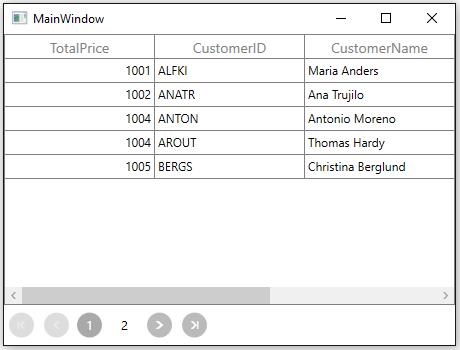 MainWindow
TotalPrice CustomerID CustomerName
1001 ALFKI Maria Anders
1002 ANATR Ana Trujilo
1004 ANTON Antonio Moreno
1004 AROUT Thomas Hardy
1005 BERGS Christina Berglund
1 2